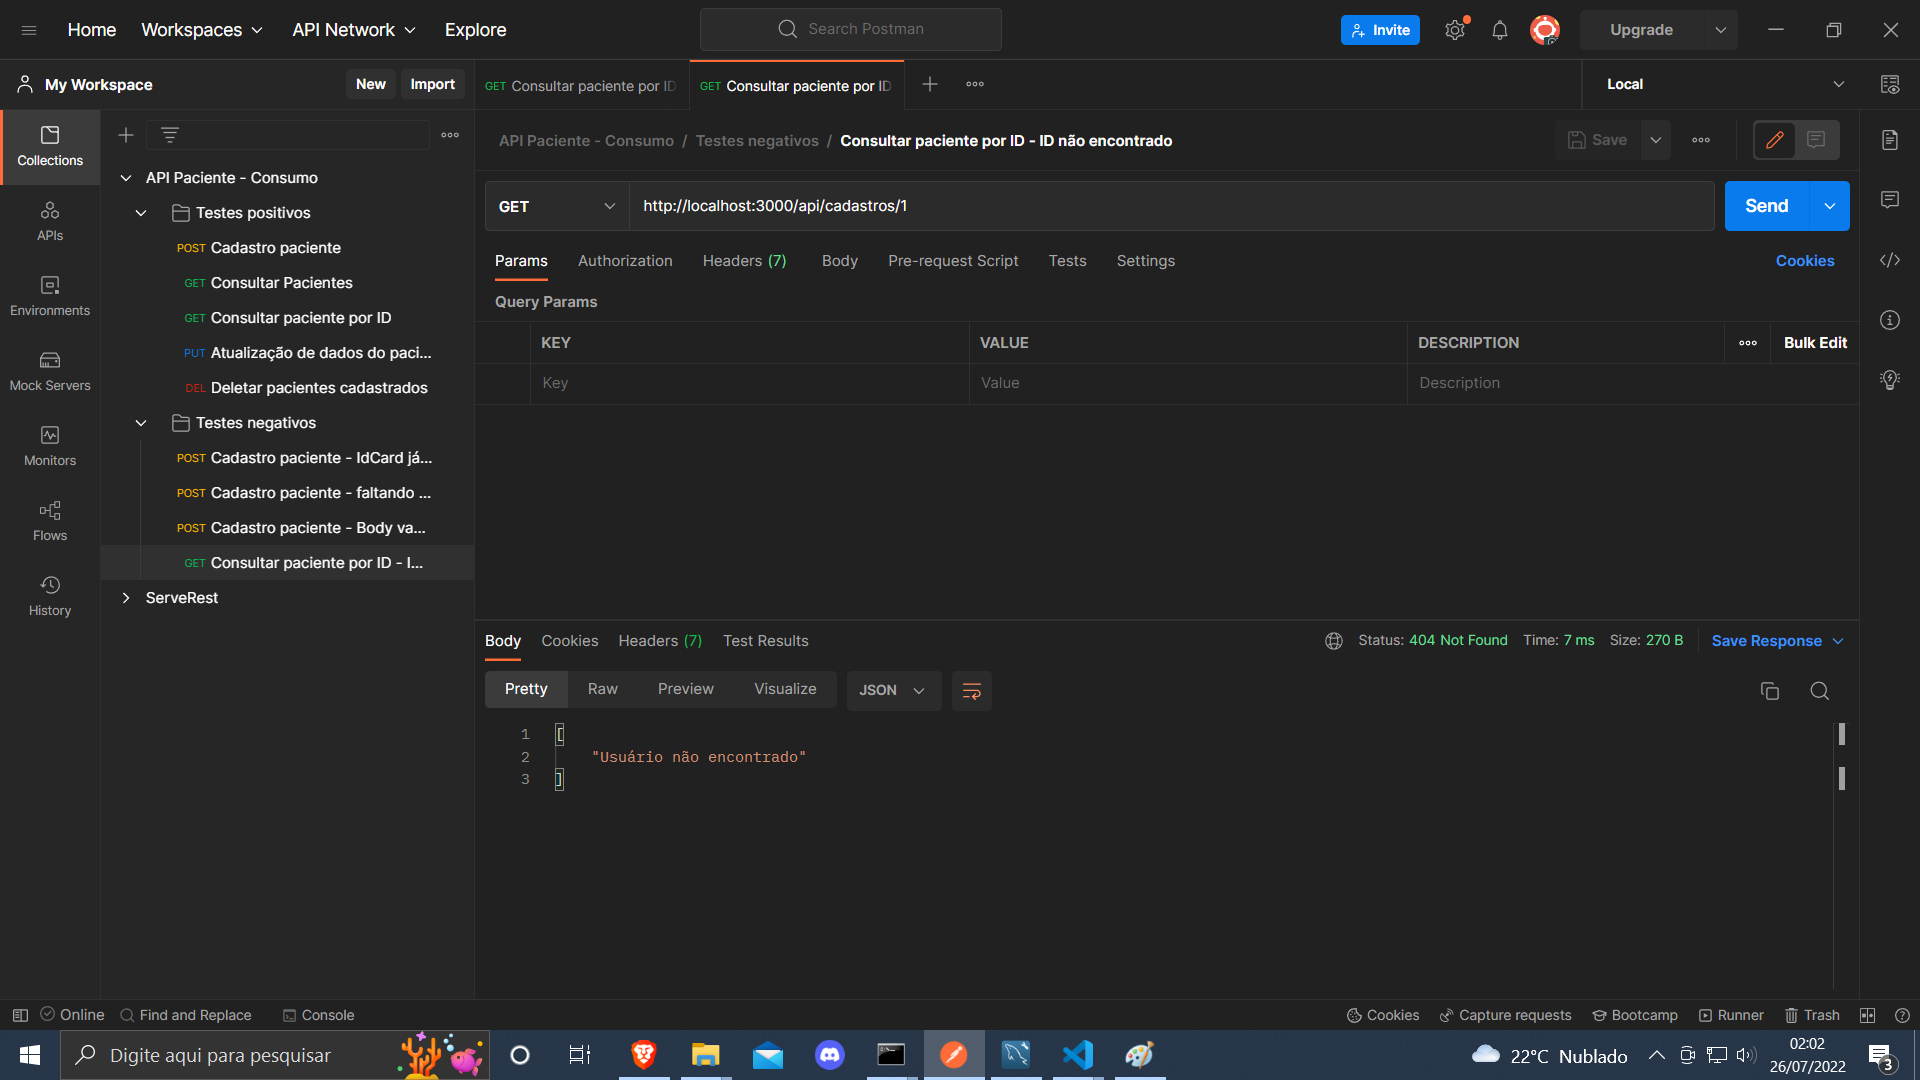 Home Workspaces API Network Explore Search Postman Invite Upgrade
My Workspace New Import GET Consultar paciente por ID GET Consultar paciente por ID Local
Collections
APIs
Environments
Mock Servers
Monitors
Flows
History
API Paciente - Consumo
Testes positivos
POST Cadastro paciente
GET Consultar Pacientes
GET Consultar paciente por ID
PUT Atualização de dados do paci...
DEL Deletar pacientes cadastrados
Testes negativos
POST Cadastro paciente - IdCard já...
POST Cadastro paciente - faltando ...
POST Cadastro paciente - Body va...
GET Consultar paciente por ID - I...
ServeRest
API Paciente - Consumo / Testes negativos / Consultar paciente por ID - ID não encontrado Save
GET http://localhost:3000/api/cadastros/1 Send
Params Authorization Headers (7) Body Pre-request Script Tests Settings Cookies
Query Params
KEY VALUE DESCRIPTION Bulk Edit
Key Value Description
Body Cookies Headers (7) Test Results Status: 404 Not Found Time: 7 ms Size: 270 B Save Response
Pretty Raw Preview Visualize JSON
1 [
2 "Usuário não encontrado"
3 ]
Online Find and Replace Console Cookies Capture requests Bootcamp Runner Trash
Digite aqui para pesquisar 22°C Nublado 02:02
26/07/2022 3